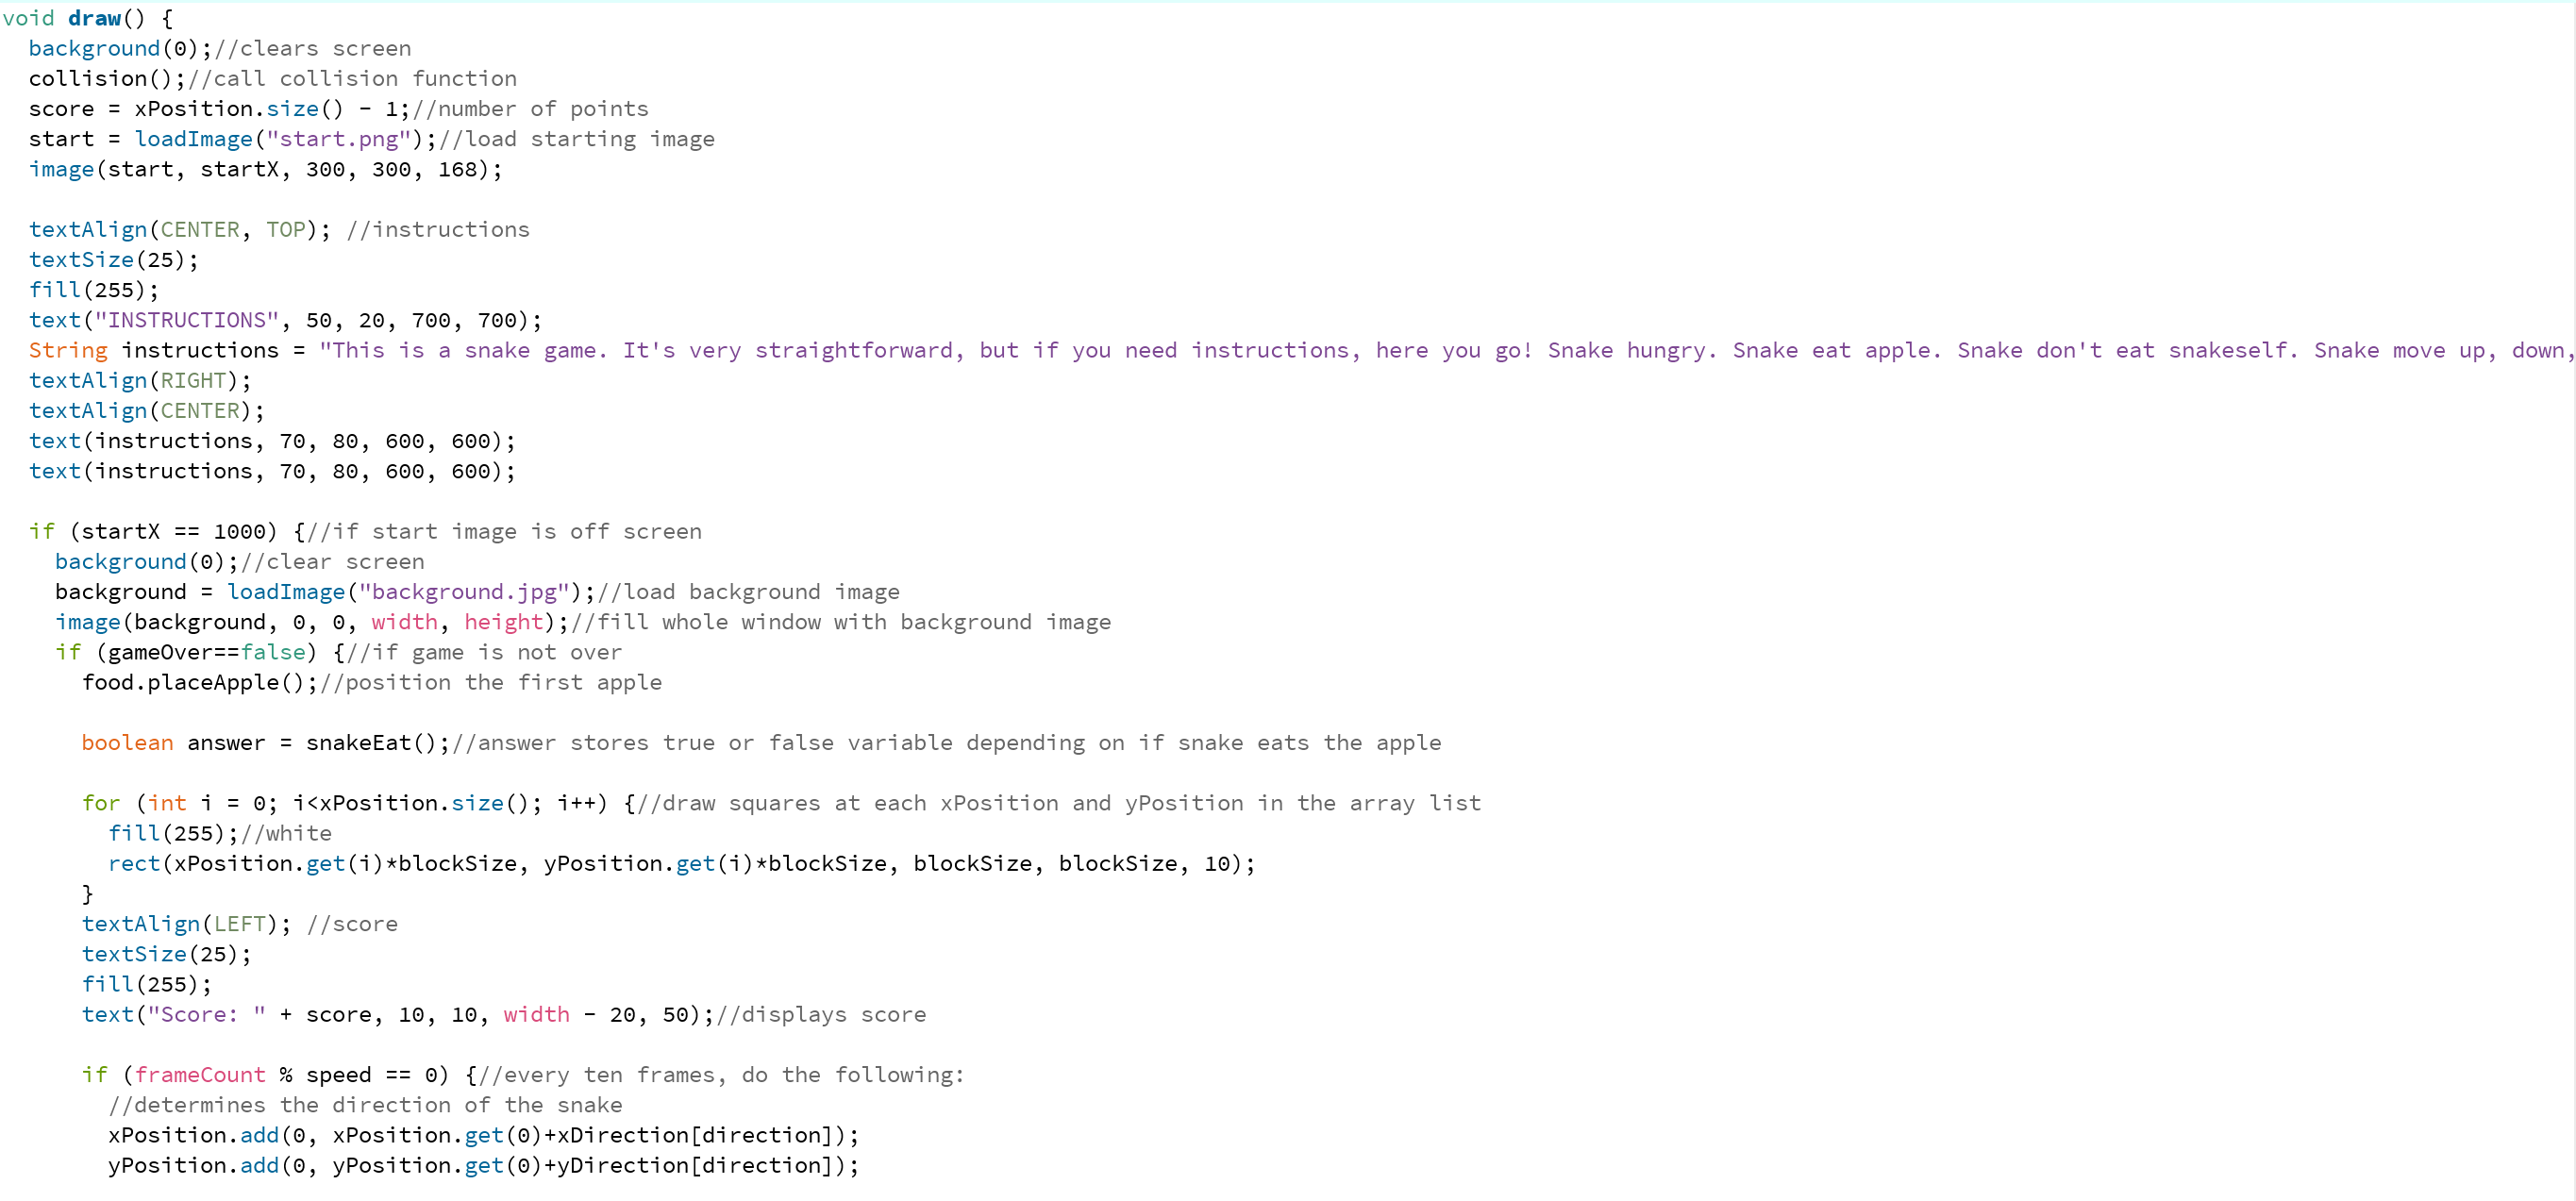 void draw() {
  background(0);//clears screen
  collision();//call collision function
  score = xPosition.size() - 1;//number of points
  start = loadImage("start.png");//load starting image
  image(start, startX, 300, 300, 168);

  textAlign(CENTER, TOP); //instructions
  textSize(25);
  fill(255);
  text("INSTRUCTIONS", 50, 20, 700, 700);
  String instructions = "This is a snake game. It's very straightforward, but if you need instructions, here you go! Snake hungry. Snake eat apple. Snake don't eat snakeself. Snake move up, down,
  textAlign(RIGHT);
  textAlign(CENTER);
  text(instructions, 70, 80, 600, 600);
  text(instructions, 70, 80, 600, 600);

  if (startX == 1000) {//if start image is off screen
    background(0);//clear screen
    background = loadImage("background.jpg");//load background image
    image(background, 0, 0, width, height);//fill whole window with background image
    if (gameOver==false) {//if game is not over
      food.placeApple();//position the first apple

      boolean answer = snakeEat();//answer stores true or false variable depending on if snake eats the apple

      for (int i = 0; i<xPosition.size(); i++) {//draw squares at each xPosition and yPosition in the array list
        fill(255);//white
        rect(xPosition.get(i)*blockSize, yPosition.get(i)*blockSize, blockSize, blockSize, 10);
      }
      textAlign(LEFT); //score
      textSize(25);
      fill(255);
      text("Score: " + score, 10, 10, width - 20, 50);//displays score

      if (frameCount % speed == 0) {//every ten frames, do the following:
        //determines the direction of the snake
        xPosition.add(0, xPosition.get(0)+xDirection[direction]);
        yPosition.add(0, yPosition.get(0)+yDirection[direction]);